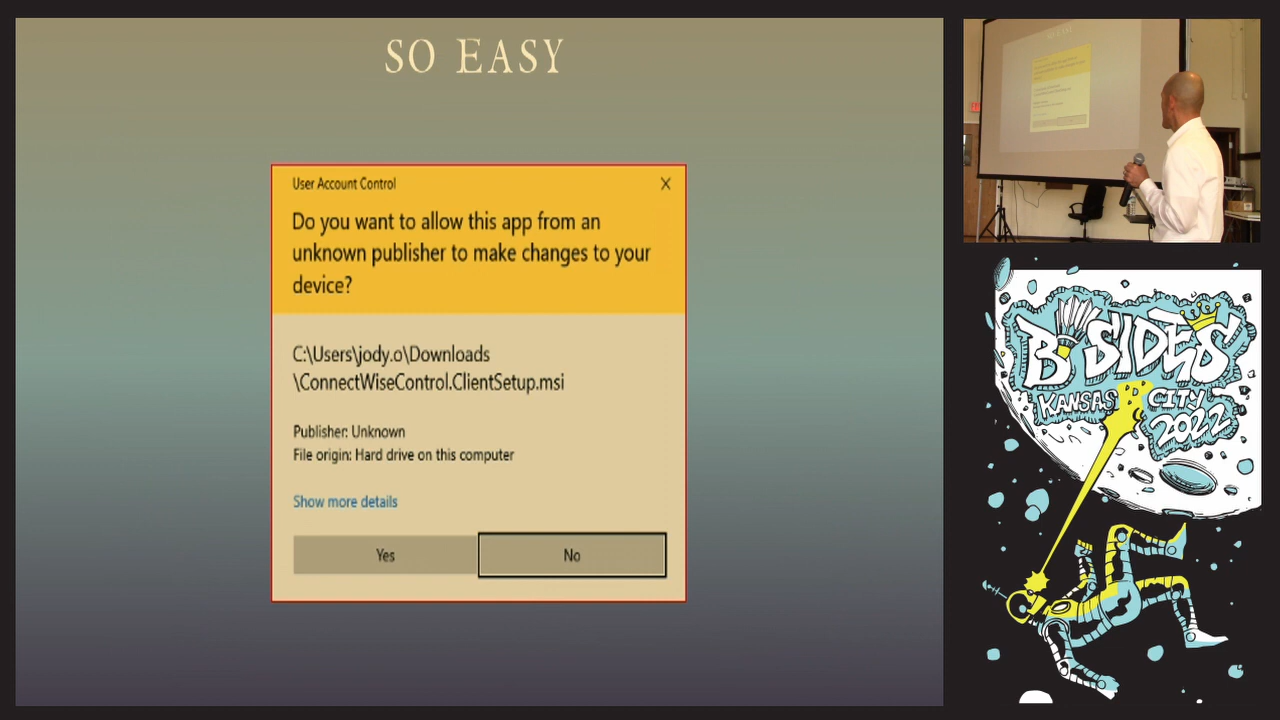 SO EASY
User Account Control
Do you want to allow this app from an
unknown publisher to make changes to your
device?
C:\Users\jody.o\Downloads
\ConnectWiseControl.ClientSetup.msi
Publisher: Unknown
File origin: Hard drive on this computer
Show more details
Yes
No
B SIDES
KANSAS CITY
2022